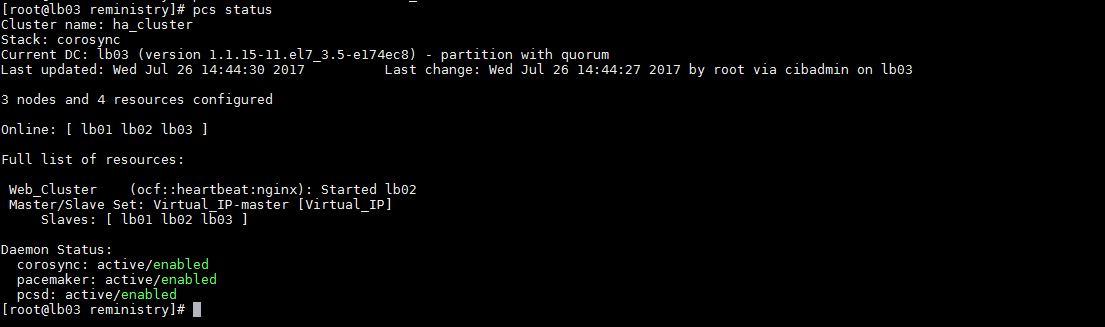 [root@lb03 reministry]# pcs status
Cluster name: ha_cluster
Stack: corosync
Current DC: lb03 (version 1.1.15-11.el7_3.5-e174ec8) - partition with quorum
Last updated: Wed Jul 26 14:44:30 2017          Last change: Wed Jul 26 14:44:27 2017 by root via cibadmin on lb03
3 nodes and 4 resources configured
Online: [ lb01 lb02 lb03 ]
Full list of resources:
 Web_Cluster    (ocf::heartbeat:nginx): Started lb02
 Master/Slave Set: Virtual_IP-master [Virtual_IP]
     Slaves: [ lb01 lb02 lb03 ]
Daemon Status:
  corosync: active/enabled
  pacemaker: active/enabled
  pcsd: active/enabled
[root@lb03 reministry]#